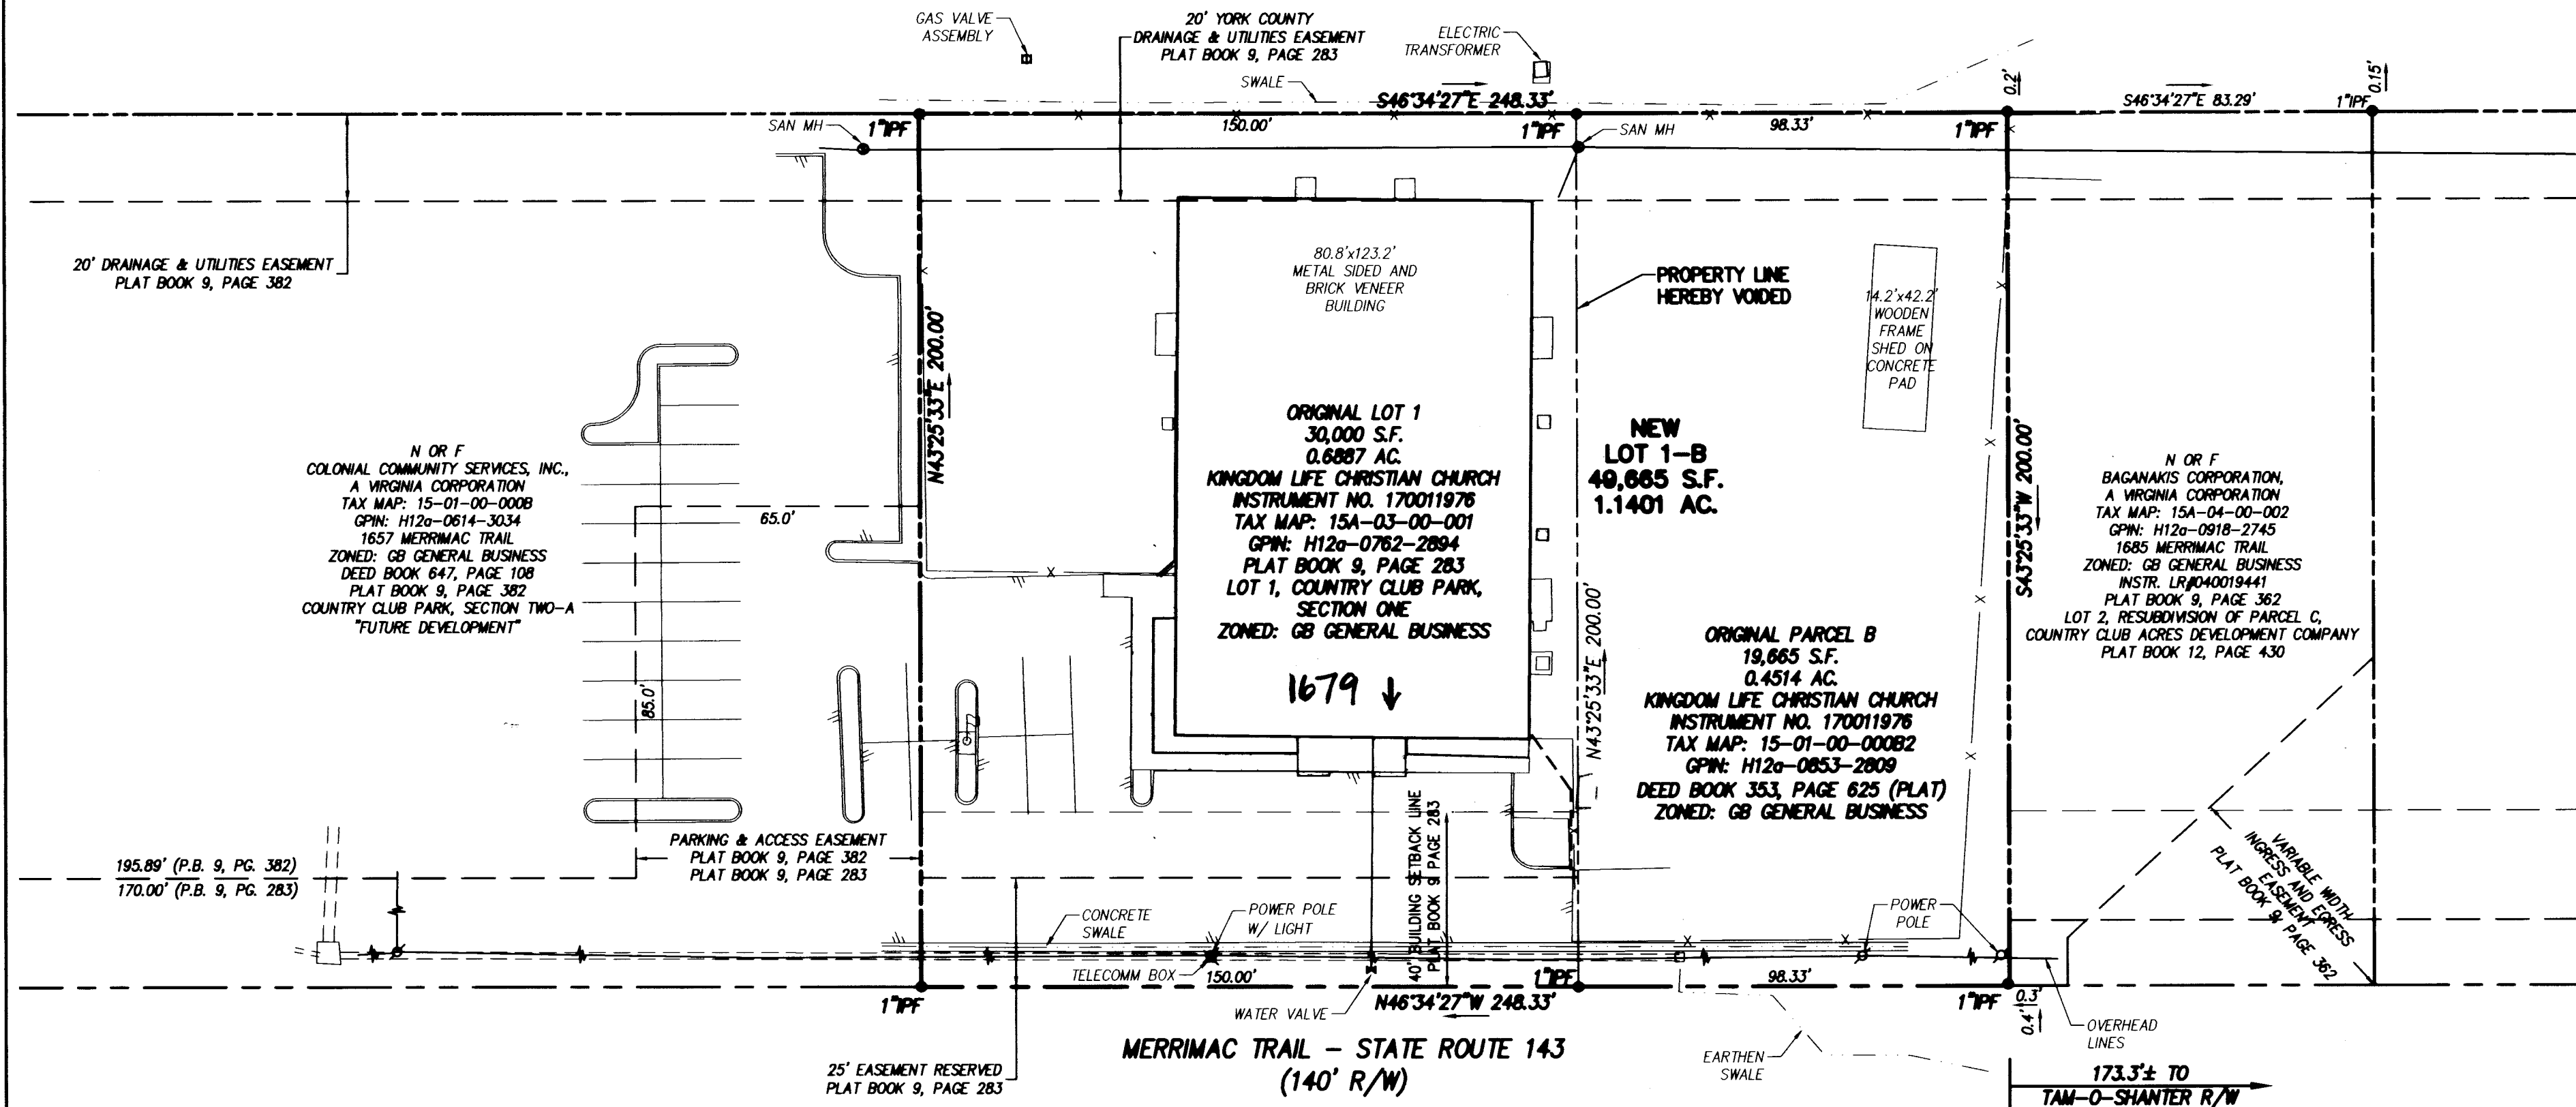 GAS VALVE
ASSEMBLY
20' YORK COUNTY
DRAINAGE & UTILITIES EASEMENT
PLAT BOOK 9, PAGE 283
ELECTRIC
TRANSFORMER
SWALE
S46°34'27"E 248.33'
0.2'
S46°34'27"E 83.29'
1"IPF
0.15'
SAN MH
1"IPF
150.00'
1"IPF
SAN MH
98.33'
1"IPF
20' DRAINAGE & UTILITIES EASEMENT
PLAT BOOK 9, PAGE 382
80.8'x123.2'
METAL SIDED AND
BRICK VENEER
BUILDING
PROPERTY LINE
HEREBY VOIDED
14.2'x42.2'
WOODEN
FRAME
SHED ON
CONCRETE
PAD
N43°25'33"E 200.00'
N OR F
COLONIAL COMMUNITY SERVICES, INC.,
A VIRGINIA CORPORATION
TAX MAP: 15-01-00-000B
GPIN: H12a-0614-3034
1657 MERRIMAC TRAIL
ZONED: GB GENERAL BUSINESS
DEED BOOK 647, PAGE 108
PLAT BOOK 9, PAGE 382
COUNTRY CLUB PARK, SECTION TWO-A
"FUTURE DEVELOPMENT"
65.0'
85.0'
ORIGINAL LOT 1
30,000 S.F.
0.6887 AC.
KINGDOM LIFE CHRISTIAN CHURCH
INSTRUMENT NO. 170011976
TAX MAP: 15A-03-00-001
GPIN: H12a-0762-2894
PLAT BOOK 9, PAGE 283
LOT 1, COUNTRY CLUB PARK,
SECTION ONE
ZONED: GB GENERAL BUSINESS
1679 ↓
NEW
LOT 1-B
49,665 S.F.
1.1401 AC.
N43°25'33"E 200.00'
ORIGINAL PARCEL B
19,665 S.F.
0.4514 AC.
KINGDOM LIFE CHRISTIAN CHURCH
INSTRUMENT NO. 170011976
TAX MAP: 15-01-00-000B2
GPIN: H12a-0853-2809
DEED BOOK 353, PAGE 625 (PLAT)
ZONED: GB GENERAL BUSINESS
S43°25'33"W 200.00'
N OR F
BAGANAKIS CORPORATION,
A VIRGINIA CORPORATION
TAX MAP: 15A-04-00-002
GPIN: H12a-0918-2745
1685 MERRIMAC TRAIL
ZONED: GB GENERAL BUSINESS
INSTR. LR#040019441
PLAT BOOK 9, PAGE 362
LOT 2, RESUBDIVISION OF PARCEL C,
COUNTRY CLUB ACRES DEVELOPMENT COMPANY
PLAT BOOK 12, PAGE 430
VARIABLE WIDTH
INGRESS AND EGRESS
EASEMENT
PLAT BOOK 9, PAGE 362
195.89' (P.B. 9, PG. 382)
170.00' (P.B. 9, PG. 283)
PARKING & ACCESS EASEMENT
PLAT BOOK 9, PAGE 382
PLAT BOOK 9, PAGE 283
40' BUILDING SETBACK LINE
PLAT BOOK 9, PAGE 283
CONCRETE
SWALE
POWER POLE
W/ LIGHT
POWER
POLE
TELECOMM BOX
1"IPF
150.00'
1"IPF
98.33'
1"IPF
0.3'
0.4'
WATER VALVE
N46°34'27"W 248.33'
OVERHEAD
LINES
MERRIMAC TRAIL - STATE ROUTE 143
(140' R/W)
EARTHEN
SWALE
25' EASEMENT RESERVED
PLAT BOOK 9, PAGE 283
173.3'± TO
TAM-O-SHANTER R/W